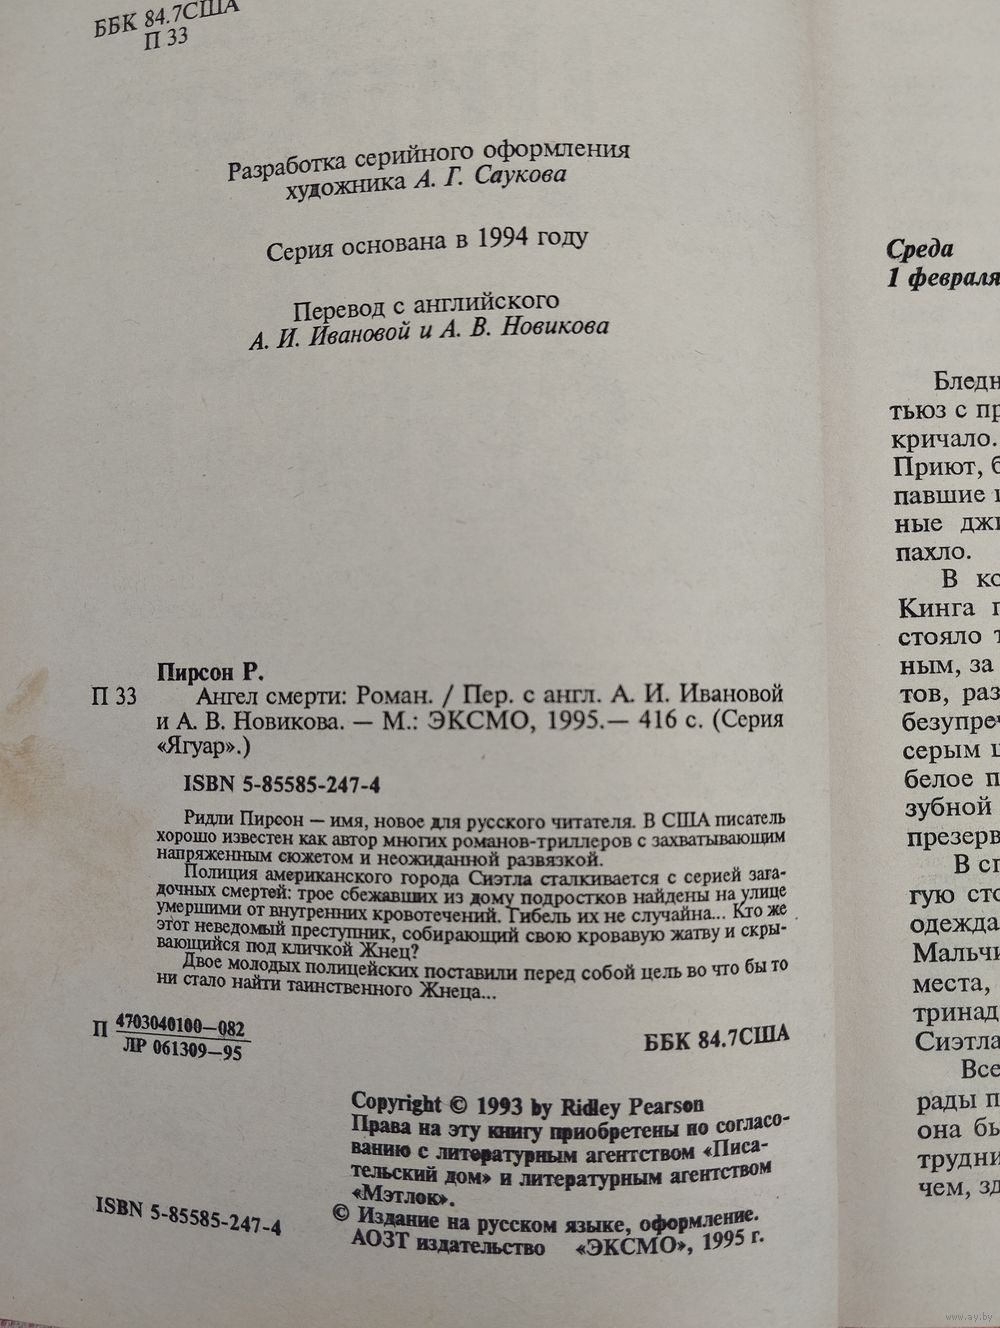 ББК 84.7США
П 33
Разработка серийного оформления
художника А. Г. Саукова
Серия основана в 1994 году
Перевод с английского
А. И. Ивановой и А. В. Новикова
Пирсон Р.
П 33 Ангел смерти: Роман. / Пер. с англ. А. И. Ивановой
и А. В. Новикова. — М.: ЭКСМО, 1995.— 416 с. (Серия
«Ягуар».)
ISBN 5-85585-247-4
Ридли Пирсон — имя, новое для русского читателя. В США писатель
хорошо известен как автор многих романов-триллеров с захватывающим
напряженным сюжетом и неожиданной развязкой.
Полиция американского города Сиэтла сталкивается с серией зага-
дочных смертей: трое сбежавших из дому подростков найдены на улице
умершими от внутренних кровотечений. Гибель их не случайна... Кто же
этот неведомый преступник, собирающий свою кровавую жатву и скры-
вающийся под кличкой Жнец?
Двое молодых полицейских поставили перед собой цель во что бы то
ни стало найти таинственного Жнеца...
П 4703040100—082
ЛР 061309—95
ББК 84.7США
Copyright © 1993 by Ridley Pearson
Права на эту книгу приобретены по согласо-
ванию с литературным агентством «Писа-
тельский дом» и литературным агентством
«Мэтлок».
© Издание на русском языке, оформление.
АОЗТ издательство «ЭКСМО», 1995 г.
ISBN 5-85585-247-4
Среда
1 февраля
Бледн
тьюз с пр
кричало.
Приют, б
павшие и
ные джи
пахло.
В ко
Кинга п
стояло т
ным, за
тов, раз
безупреч
серым ц
белое п
зубной
презерв
В сп
гую сто
одежда
Мальчи
места,
тринад
Сиэтла
Все
рады п
она бы
трудни
чем, зд
www.ay.by